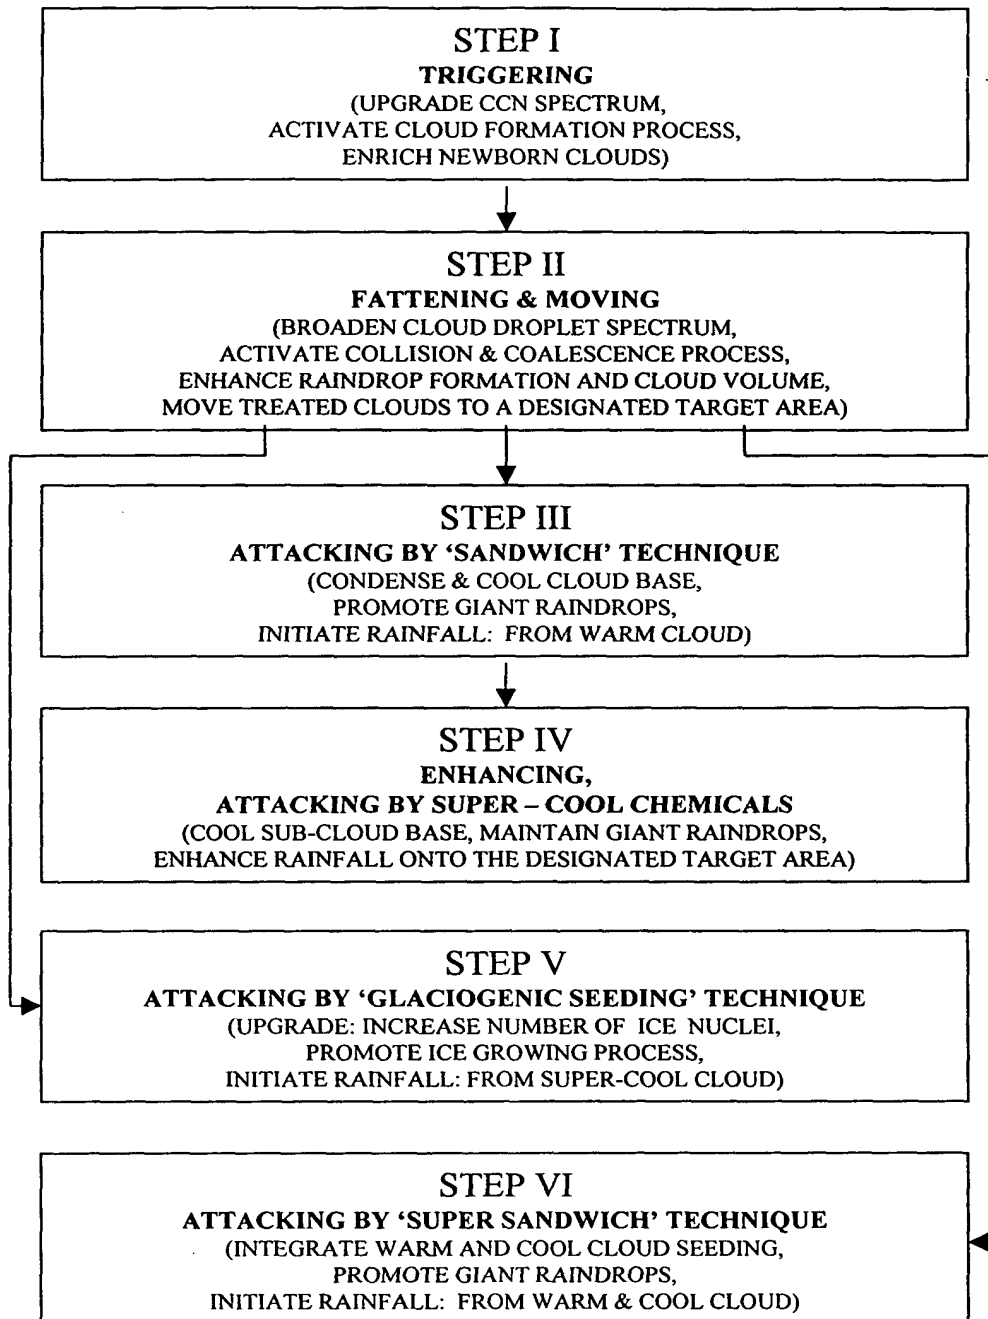 STEP I
TRIGGERING
(UPGRADE CCN SPECTRUM,
ACTIVATE CLOUD FORMATION PROCESS,
ENRICH NEWBORN CLOUDS)
STEP II
FATTENING & MOVING
(BROADEN CLOUD DROPLET SPECTRUM,
ACTIVATE COLLISION & COALESCENCE PROCESS,
ENHANCE RAINDROP FORMATION AND CLOUD VOLUME,
MOVE TREATED CLOUDS TO A DESIGNATED TARGET AREA)
STEP III
ATTACKING BY ‘SANDWICH’ TECHNIQUE
(CONDENSE & COOL CLOUD BASE,
PROMOTE GIANT RAINDROPS,
INITIATE RAINFALL: FROM WARM CLOUD)
STEP IV
ENHANCING,
ATTACKING BY SUPER – COOL CHEMICALS
(COOL SUB-CLOUD BASE, MAINTAIN GIANT RAINDROPS,
ENHANCE RAINFALL ONTO THE DESIGNATED TARGET AREA)
STEP V
ATTACKING BY ‘GLACIOGENIC SEEDING’ TECHNIQUE
(UPGRADE: INCREASE NUMBER OF ICE NUCLEI,
PROMOTE ICE GROWING PROCESS,
INITIATE RAINFALL: FROM SUPER-COOL CLOUD)
STEP VI
ATTACKING BY ‘SUPER SANDWICH’ TECHNIQUE
(INTEGRATE WARM AND COOL CLOUD SEEDING,
PROMOTE GIANT RAINDROPS,
INITIATE RAINFALL: FROM WARM & COOL CLOUD)